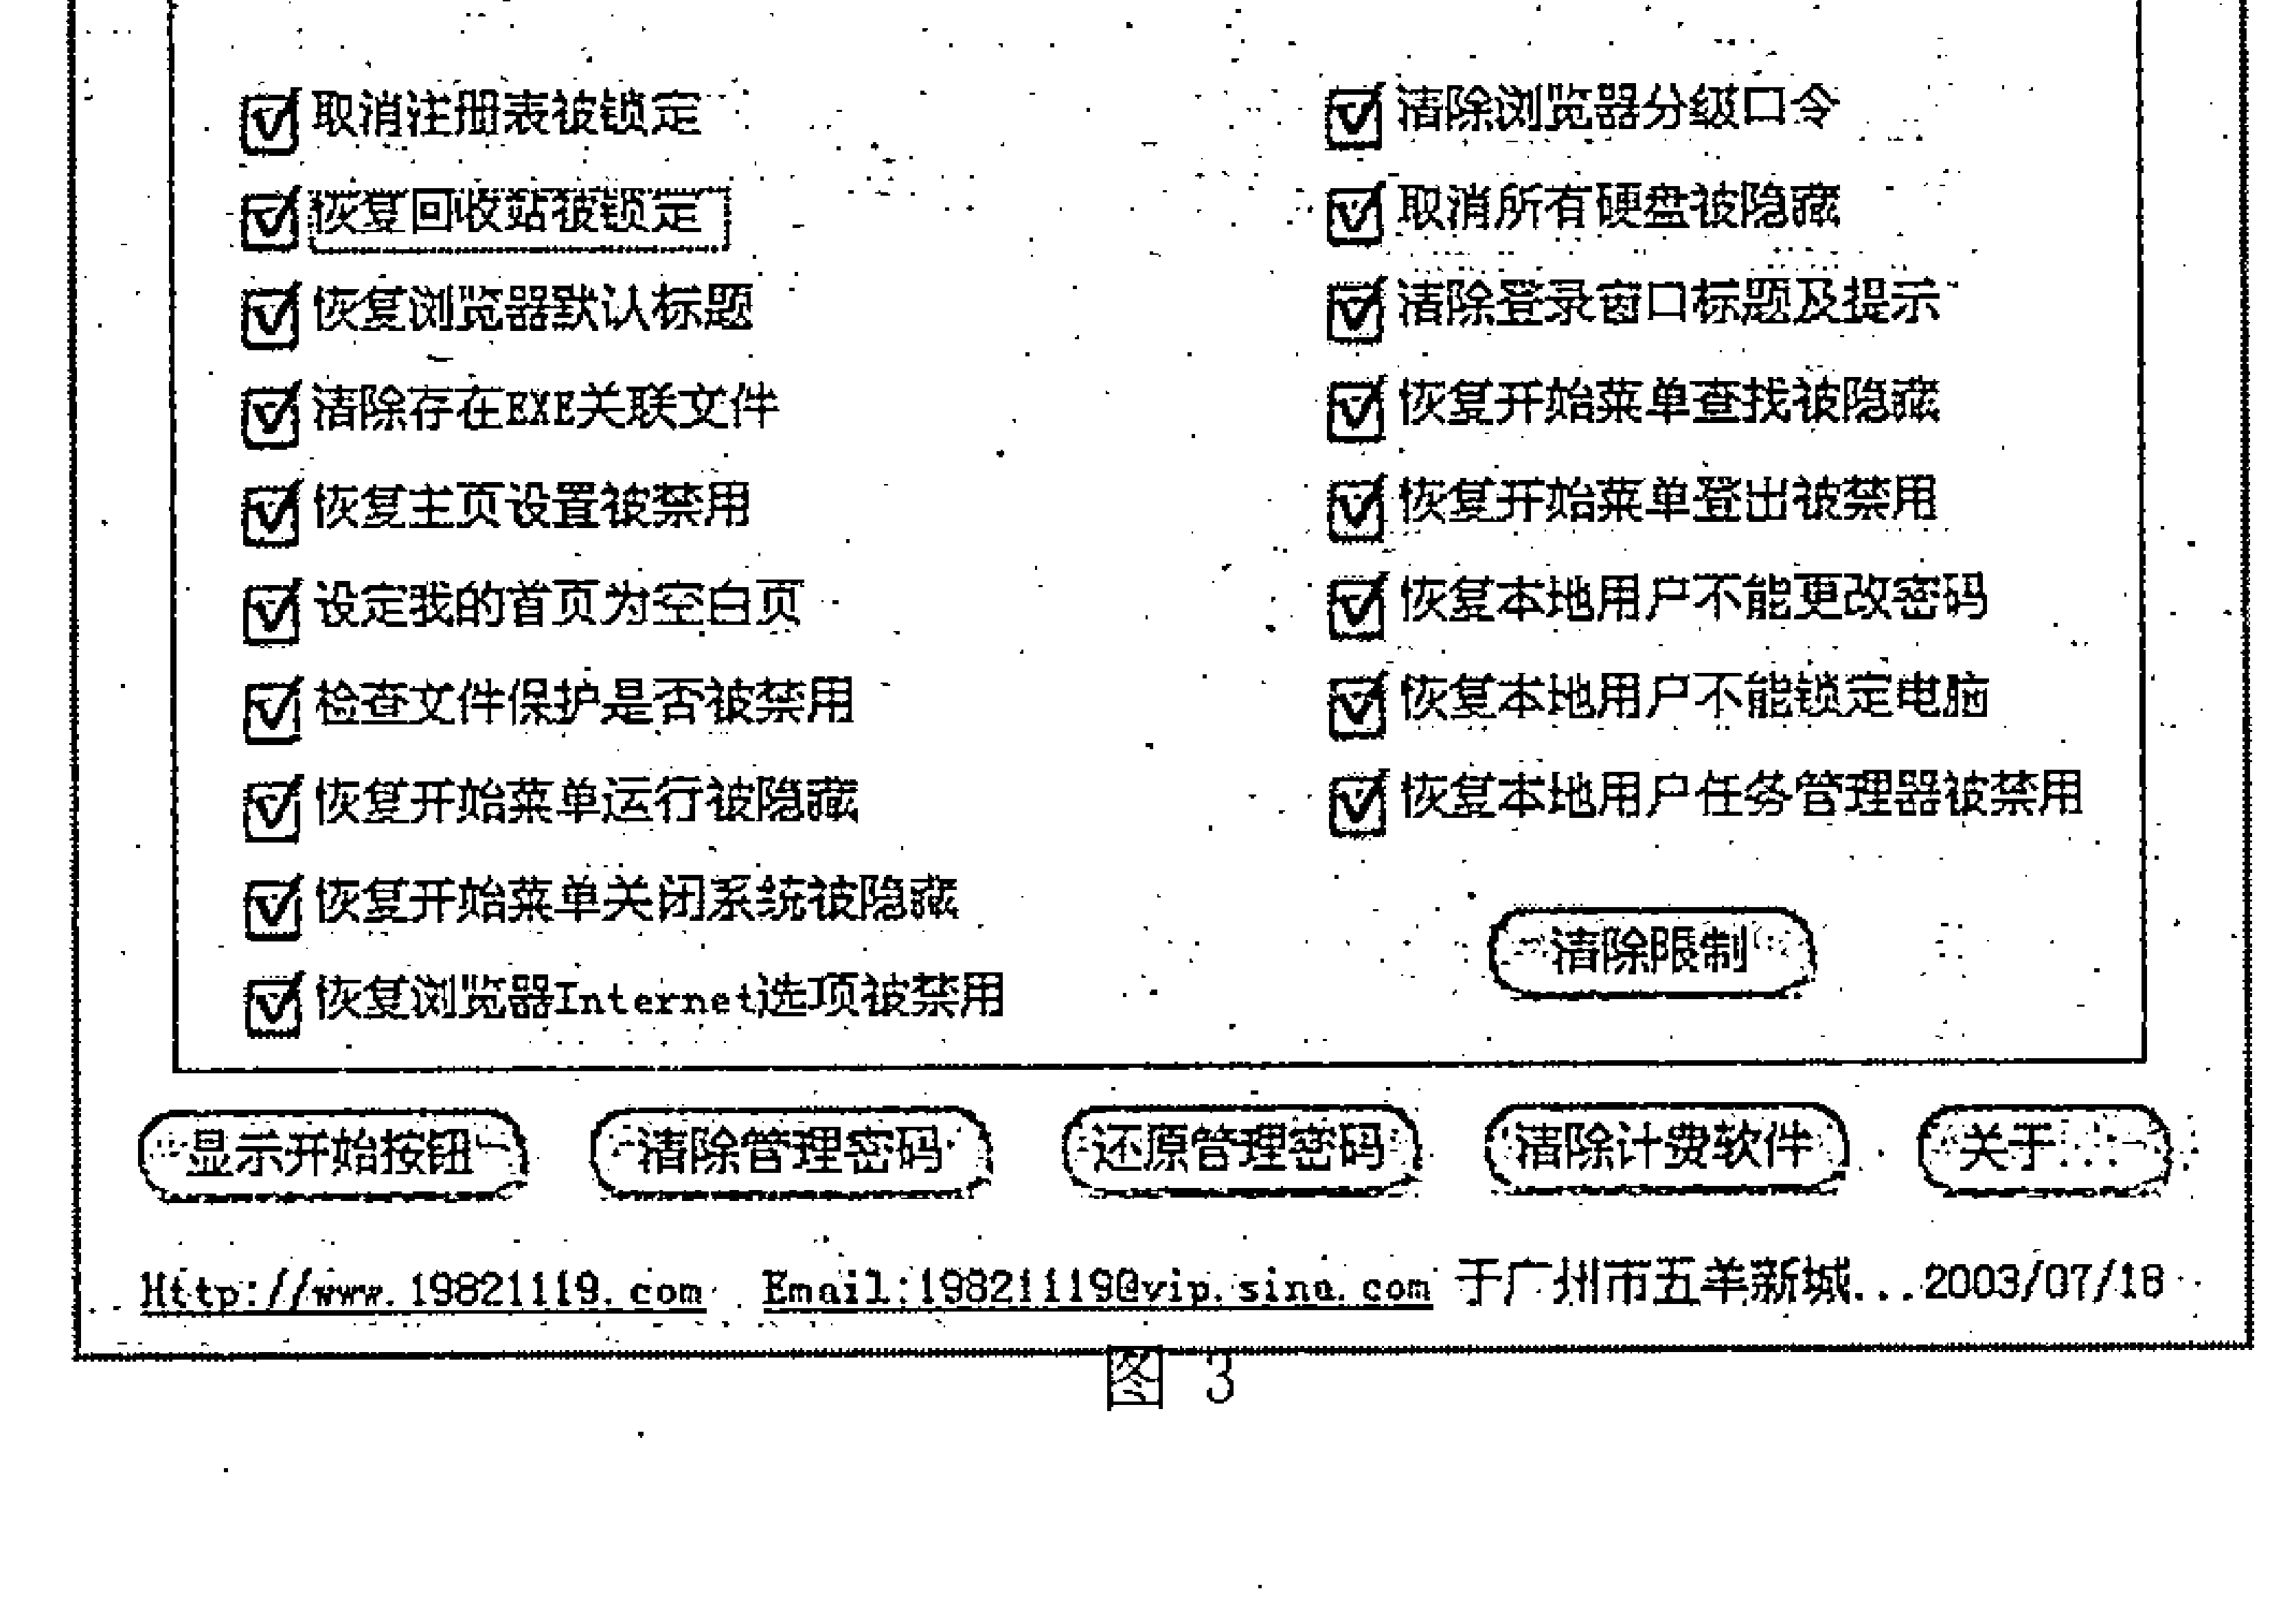 取消注册表被锁定
恢复回收站被锁定
恢复浏览器默认标题
清除存在EXE关联文件
恢复主页设置被禁用
设定我的首页为空白页
检查文件保护是否被禁用
恢复开始菜单运行被隐藏
恢复开始菜单关闭系统被隐藏
恢复浏览器Internet选项被禁用
清除浏览器分级口令
取消所有硬盘被隐藏
清除登录窗口标题及提示
恢复开始菜单查找被隐藏
恢复开始菜单登出被禁用
恢复本地用户不能更改密码
恢复本地用户不能锁定电脑
恢复本地用户任务管理器被禁用
清除限制
显示开始按钮 清除管理密码 还原管理密码 清除计费软件 关于...
Http://www.19821119.com Email:19821119@vip.sina.com 于广州市五羊新城...2003/07/18
图 3